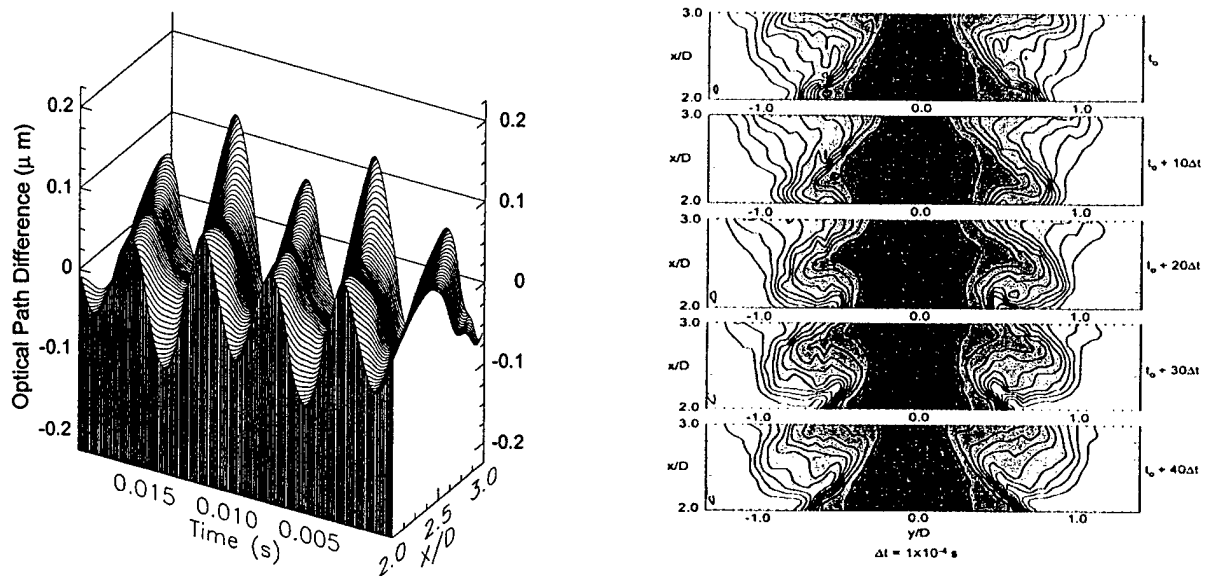 Optical Path Difference (μ m)
0.2
0.1
0
-0.1
-0.2
0.2
0.1
0
-0.1
-0.2
0.015
0.010
0.005
Time (s)
2.0
2.5
3.0
X/D
3.0
x/D
2.0
-1.0
0.0
1.0
t₀
3.0
x/D
2.0
-1.0
0.0
1.0
t₀ + 10Δt
3.0
x/D
2.0
-1.0
0.0
1.0
t₀ + 20Δt
3.0
x/D
2.0
-1.0
0.0
1.0
t₀ + 30Δt
3.0
x/D
2.0
-1.0
0.0
1.0
t₀ + 40Δt
y/D
Δt = 1×10⁻⁴ s